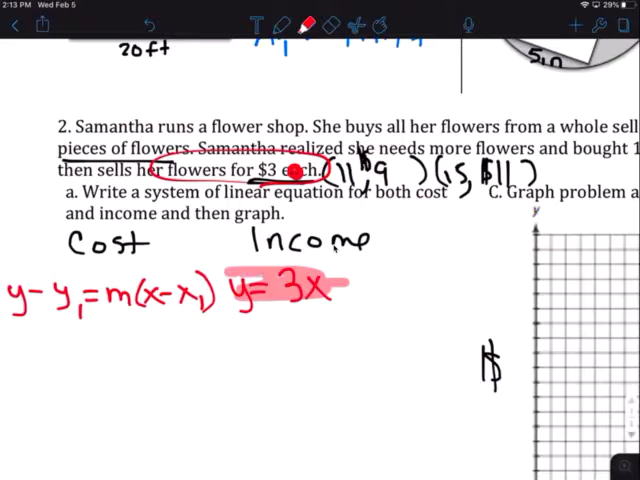 2:13 PM Wed Feb 5 29%
T
20ft
5in
2. Samantha runs a flower shop. She buys all her flowers from a whole sell
pieces of flowers. Samantha realized she needs more flowers and bought 1
then sells her flowers for $3 each. (11, $9) (15, $11)
a. Write a system of linear equation for both cost C. Graph problem a
and income and then graph.
y
Cost Income
y - y₁ = m(x - x₁) y = 3x
$